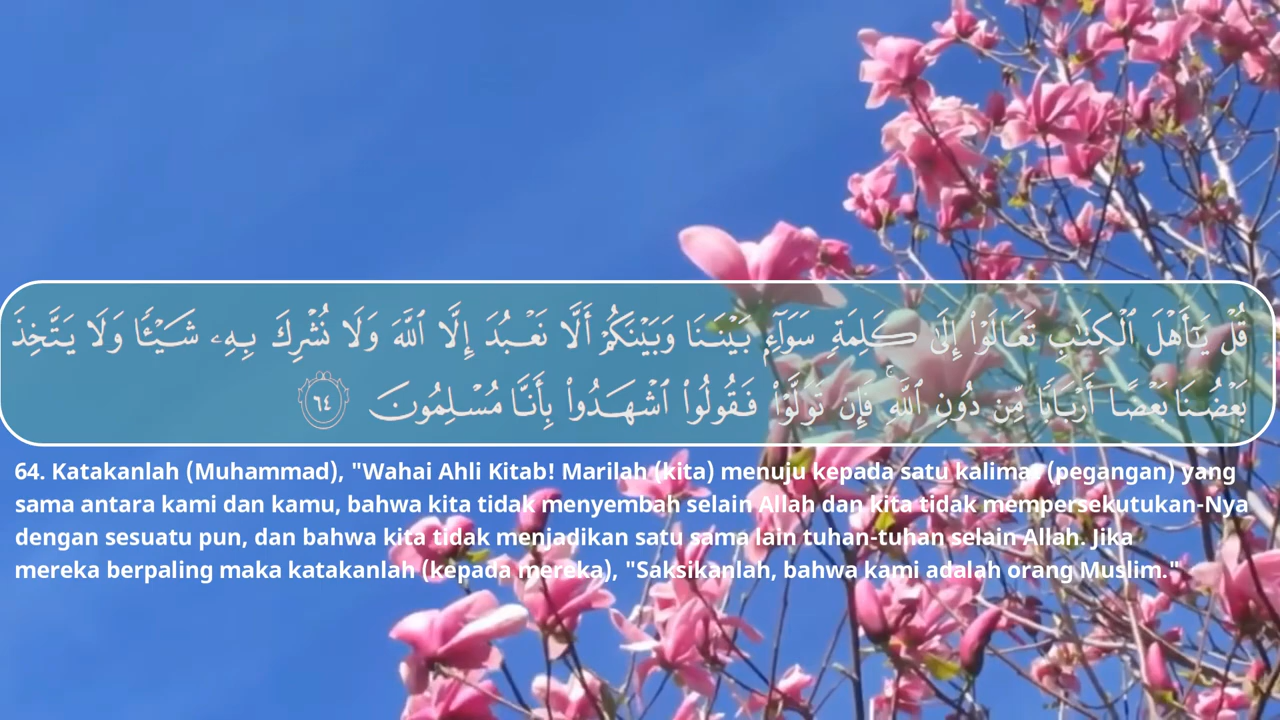 قُلْ يَـٰٓأَهْلَ ٱلْكِتَـٰبِ تَعَالَوْا۟ إِلَىٰ كَلِمَةٍ سَوَآءٍۭ بَيْنَنَا وَبَيْنَكُمْ أَلَّا نَعْبُدَ إِلَّا ٱللَّهَ وَلَا نُشْرِكَ بِهِۦ شَيْـًٔا وَلَا يَتَّخِذَ
بَعْضُنَا بَعْضًا أَرْبَابًا مِّن دُونِ ٱللَّهِ ۚ فَإِن تَوَلَّوْا۟ فَقُولُوا۟ ٱشْهَدُوا۟ بِأَنَّا مُسْلِمُونَ ٦٤
64. Katakanlah (Muhammad), "Wahai Ahli Kitab! Marilah (kita) menuju kepada satu kalimat (pegangan) yang
sama antara kami dan kamu, bahwa kita tidak menyembah selain Allah dan kita tidak mempersekutukan-Nya
dengan sesuatu pun, dan bahwa kita tidak menjadikan satu sama lain tuhan-tuhan selain Allah. Jika
mereka berpaling maka katakanlah (kepada mereka), "Saksikanlah, bahwa kami adalah orang Muslim."